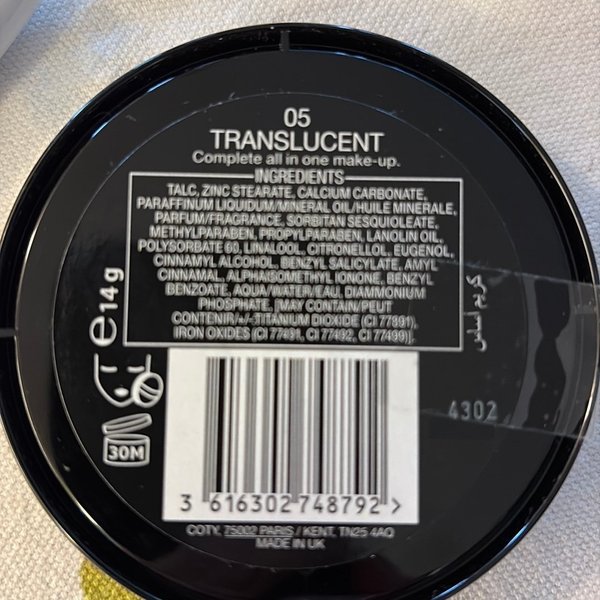 05
TRANSLUCENT
Complete all in one make-up.
INGREDIENTS
TALC, ZINC STEARATE, CALCIUM CARBONATE,
PARAFFINUM LIQUIDUM/MINERAL OIL/HUILE MINERALE,
PARFUM/FRAGRANCE, SORBITAN SESQUIOLEATE,
METHYLPARABEN, PROPYLPARABEN, LANOLIN OIL,
POLYSORBATE 60, LINALOOL, CITRONELLOL, EUGENOL,
CINNAMYL ALCOHOL, BENZYL SALICYLATE, AMYL
CINNAMAL, ALPHAISOMETHYL IONONE, BENZYL
BENZOATE, AQUA/WATER/EAU, DIAMMONIUM
PHOSPHATE, [MAY CONTAIN/PEUT
CONTENIR/+/-:TITANIUM DIOXIDE (CI 77891),
IRON OXIDES (CI 77491, CI 77492, CI 77499)].
e 14 g
30M
كريم أساس
4302
3 616302 748792 >
COTY, 75002 PARIS / KENT, TN25 4AQ
MADE IN UK